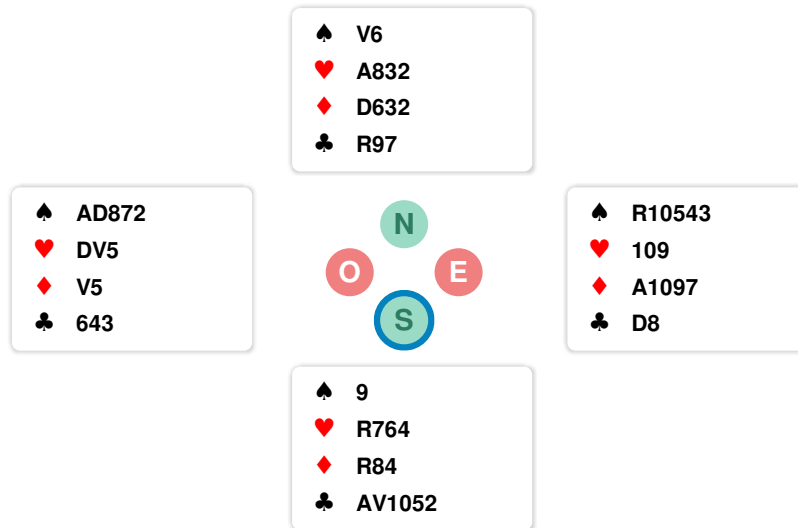 ♠ V6
♥ A832
♦ D632
♣ R97
♠ AD872
♥ DV5
♦ V5
♣ 643
N
O E
S
♠ R10543
♥ 109
♦ A1097
♣ D8
♠ 9
♥ R764
♦ R84
♣ AV1052